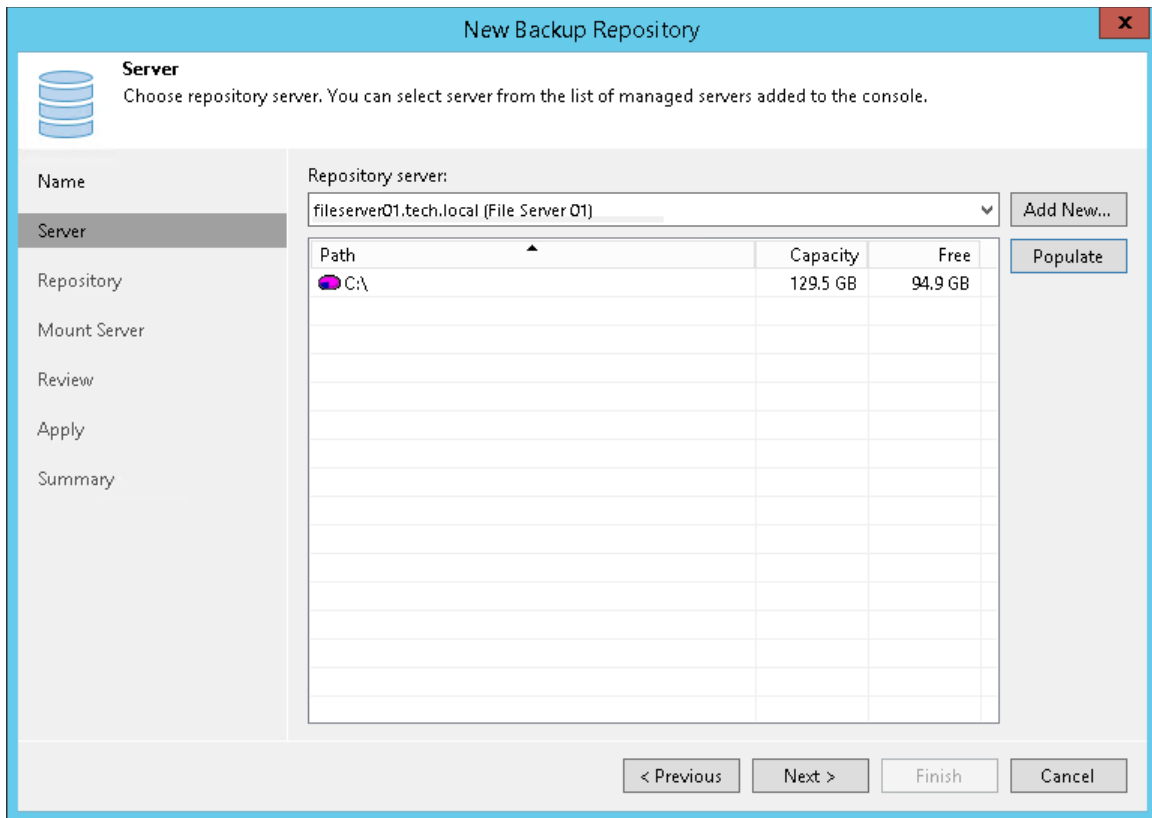 New Backup Repository
x
Server
Choose repository server. You can select server from the list of managed servers added to the console.
Name
Server
Repository
Mount Server
Review
Apply
Summary
Repository server:
fileserver01.tech.local (File Server 01)
Add New...
Path Capacity Free
Populate
C:\ 129.5 GB 94.9 GB
< Previous Next > Finish Cancel